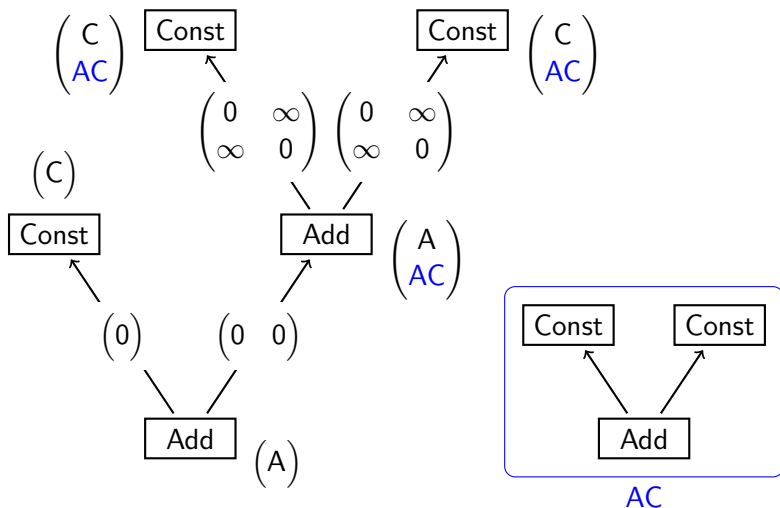 C
AC
Const
Const
C
AC
0 ∞
∞ 0
0 ∞
∞ 0
(C)
Const
Add
A
AC
(0)
(0 0)
Add
(A)
Const
Const
Add
AC